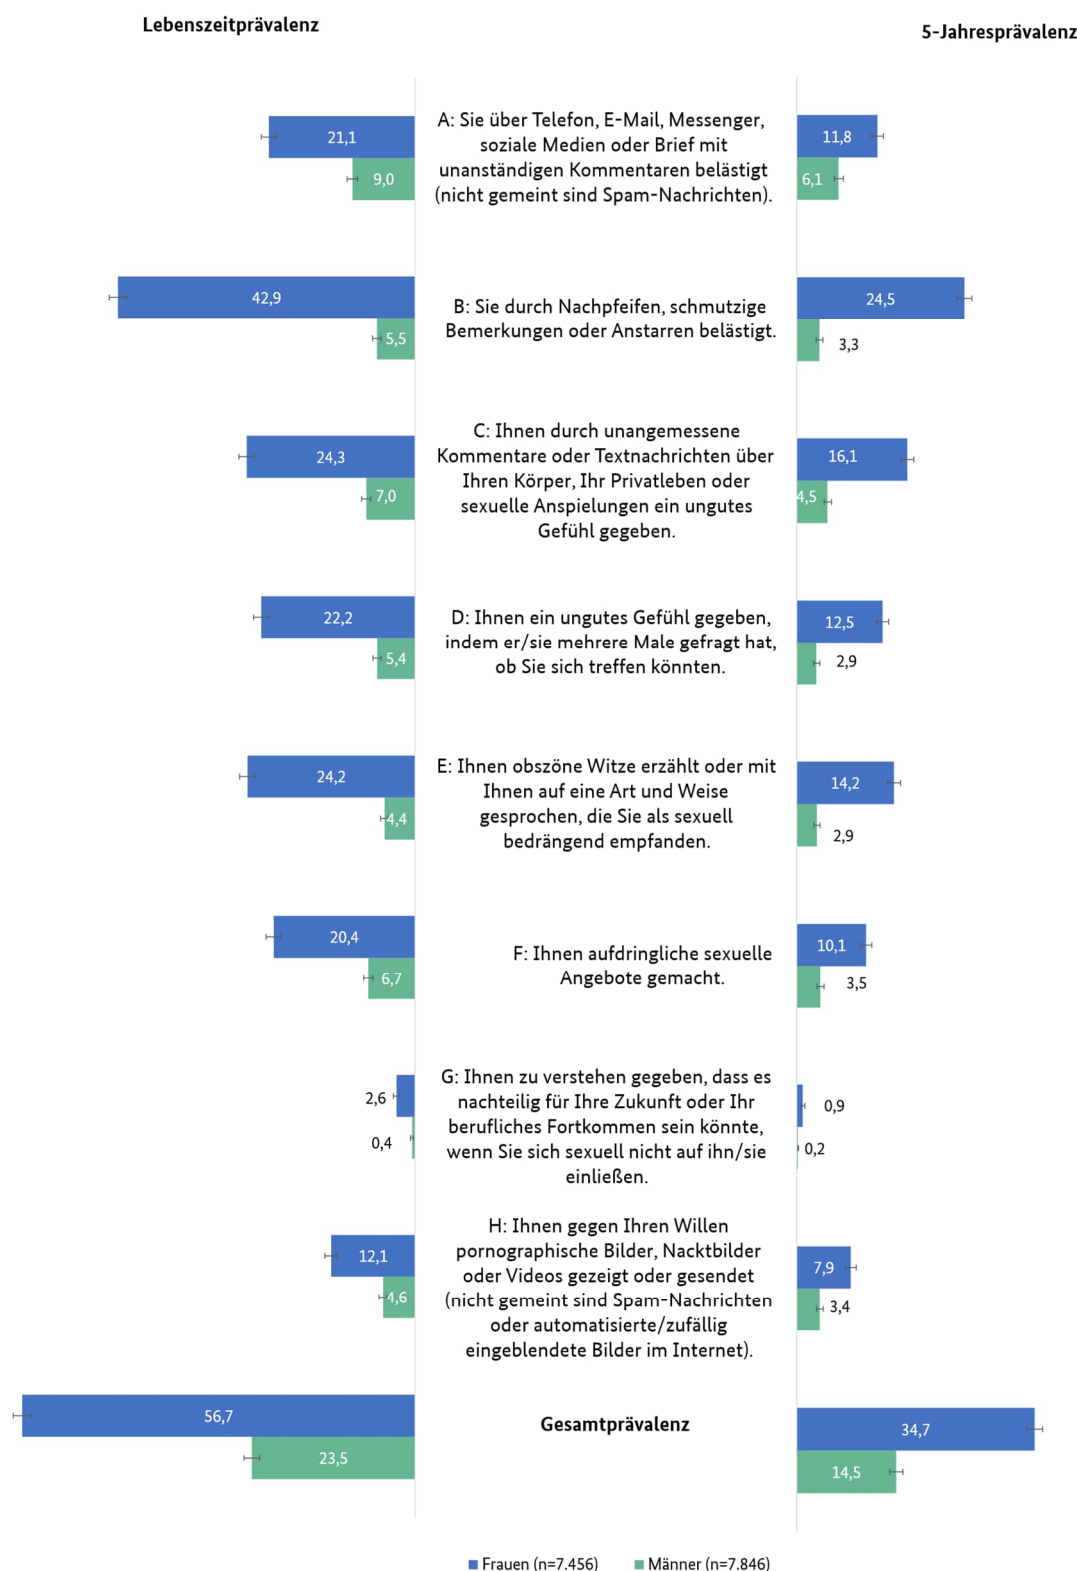 Lebenszeitprävalenz
5-Jahresprävalenz
A: Sie über Telefon, E-Mail, Messenger,
soziale Medien oder Brief mit
unanständigen Kommentaren belästigt
(nicht gemeint sind Spam-Nachrichten).
21,1
9,0
11,8
6,1
B: Sie durch Nachpfeifen, schmutzige
Bemerkungen oder Anstarren belästigt.
42,9
5,5
24,5
3,3
C: Ihnen durch unangemessene
Kommentare oder Textnachrichten über
Ihren Körper, Ihr Privatleben oder
sexuelle Anspielungen ein ungutes
Gefühl gegeben.
24,3
7,0
16,1
4,5
D: Ihnen ein ungutes Gefühl gegeben,
indem er/sie mehrere Male gefragt hat,
ob Sie sich treffen könnten.
22,2
5,4
12,5
2,9
E: Ihnen obszöne Witze erzählt oder mit
Ihnen auf eine Art und Weise
gesprochen, die Sie als sexuell
bedrängend empfanden.
24,2
4,4
14,2
2,9
F: Ihnen aufdringliche sexuelle
Angebote gemacht.
20,4
6,7
10,1
3,5
G: Ihnen zu verstehen gegeben, dass es
nachteilig für Ihre Zukunft oder Ihr
berufliches Fortkommen sein könnte,
wenn Sie sich sexuell nicht auf ihn/sie
einließen.
2,6
0,4
0,9
0,2
H: Ihnen gegen Ihren Willen
pornographische Bilder, Nacktbilder
oder Videos gezeigt oder gesendet
(nicht gemeint sind Spam-Nachrichten
oder automatisierte/zufällig
eingeblendete Bilder im Internet).
12,1
4,6
7,9
3,4
Gesamtprävalenz
56,7
23,5
34,7
14,5
Frauen (n=7.456)
Männer (n=7.846)